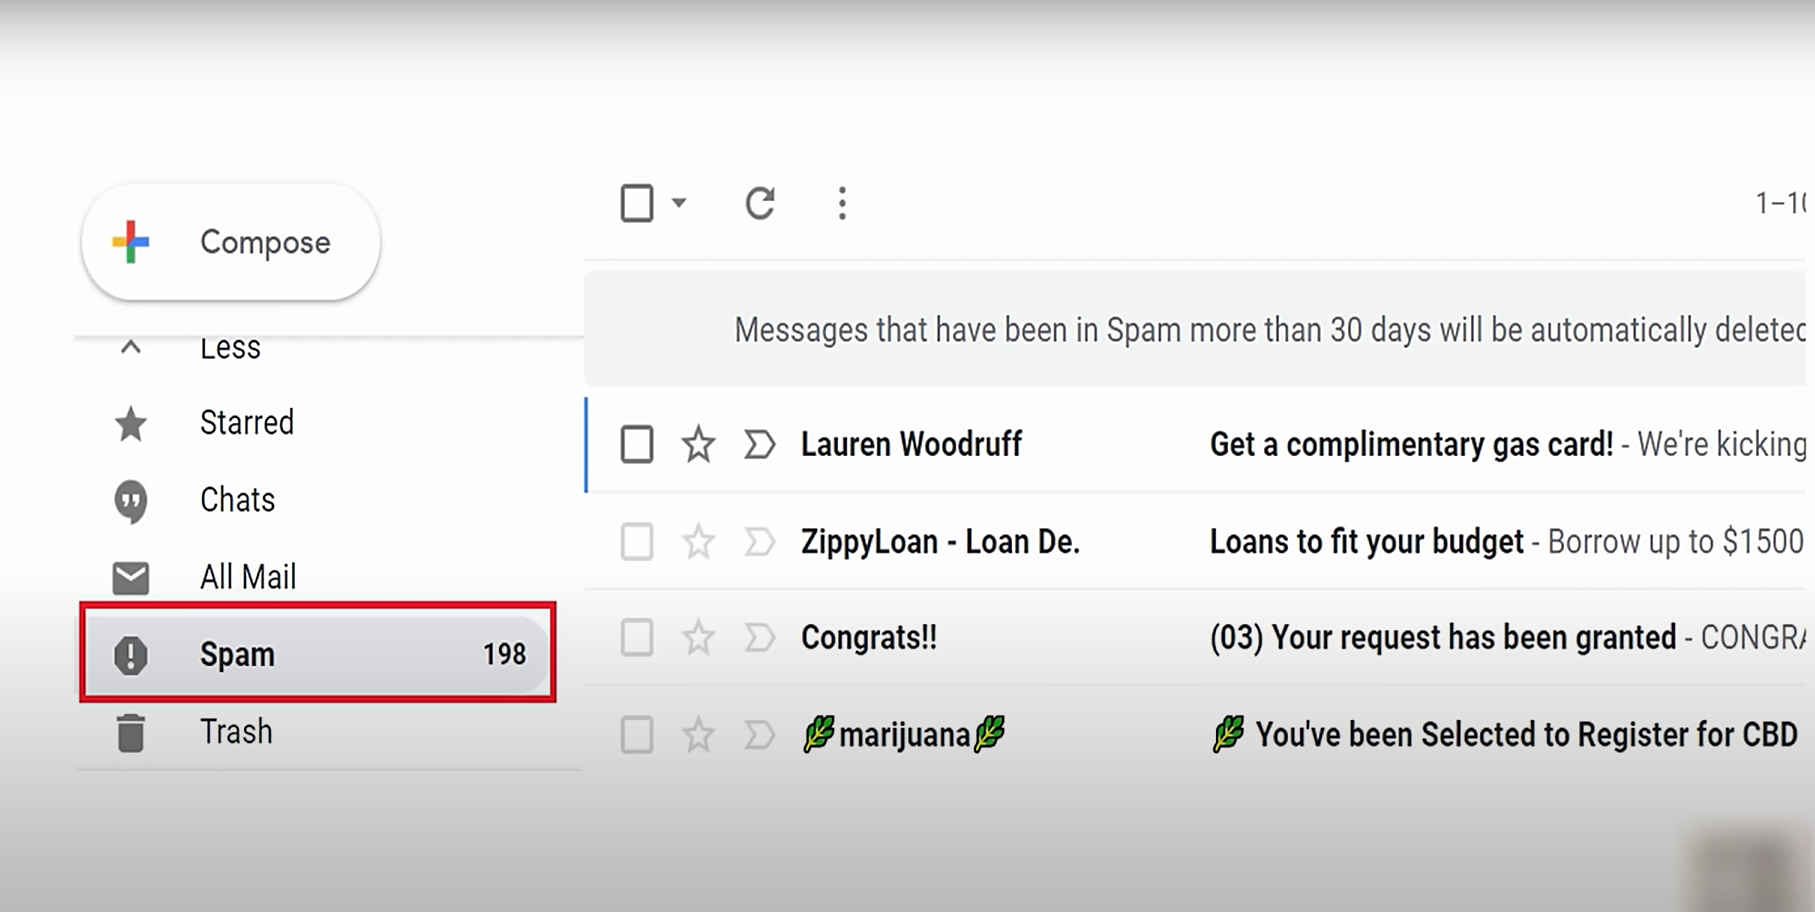 Compose
1–10
Less
Messages that have been in Spam more than 30 days will be automatically deleted
Starred
Lauren Woodruff Get a complimentary gas card! - We're kicking
Chats
ZippyLoan - Loan De. Loans to fit your budget - Borrow up to $1500
All Mail
Congrats!! (03) Your request has been granted - CONGRA
Spam 198
Trash
🌿marijuana🌿 🌿 You've been Selected to Register for CBD